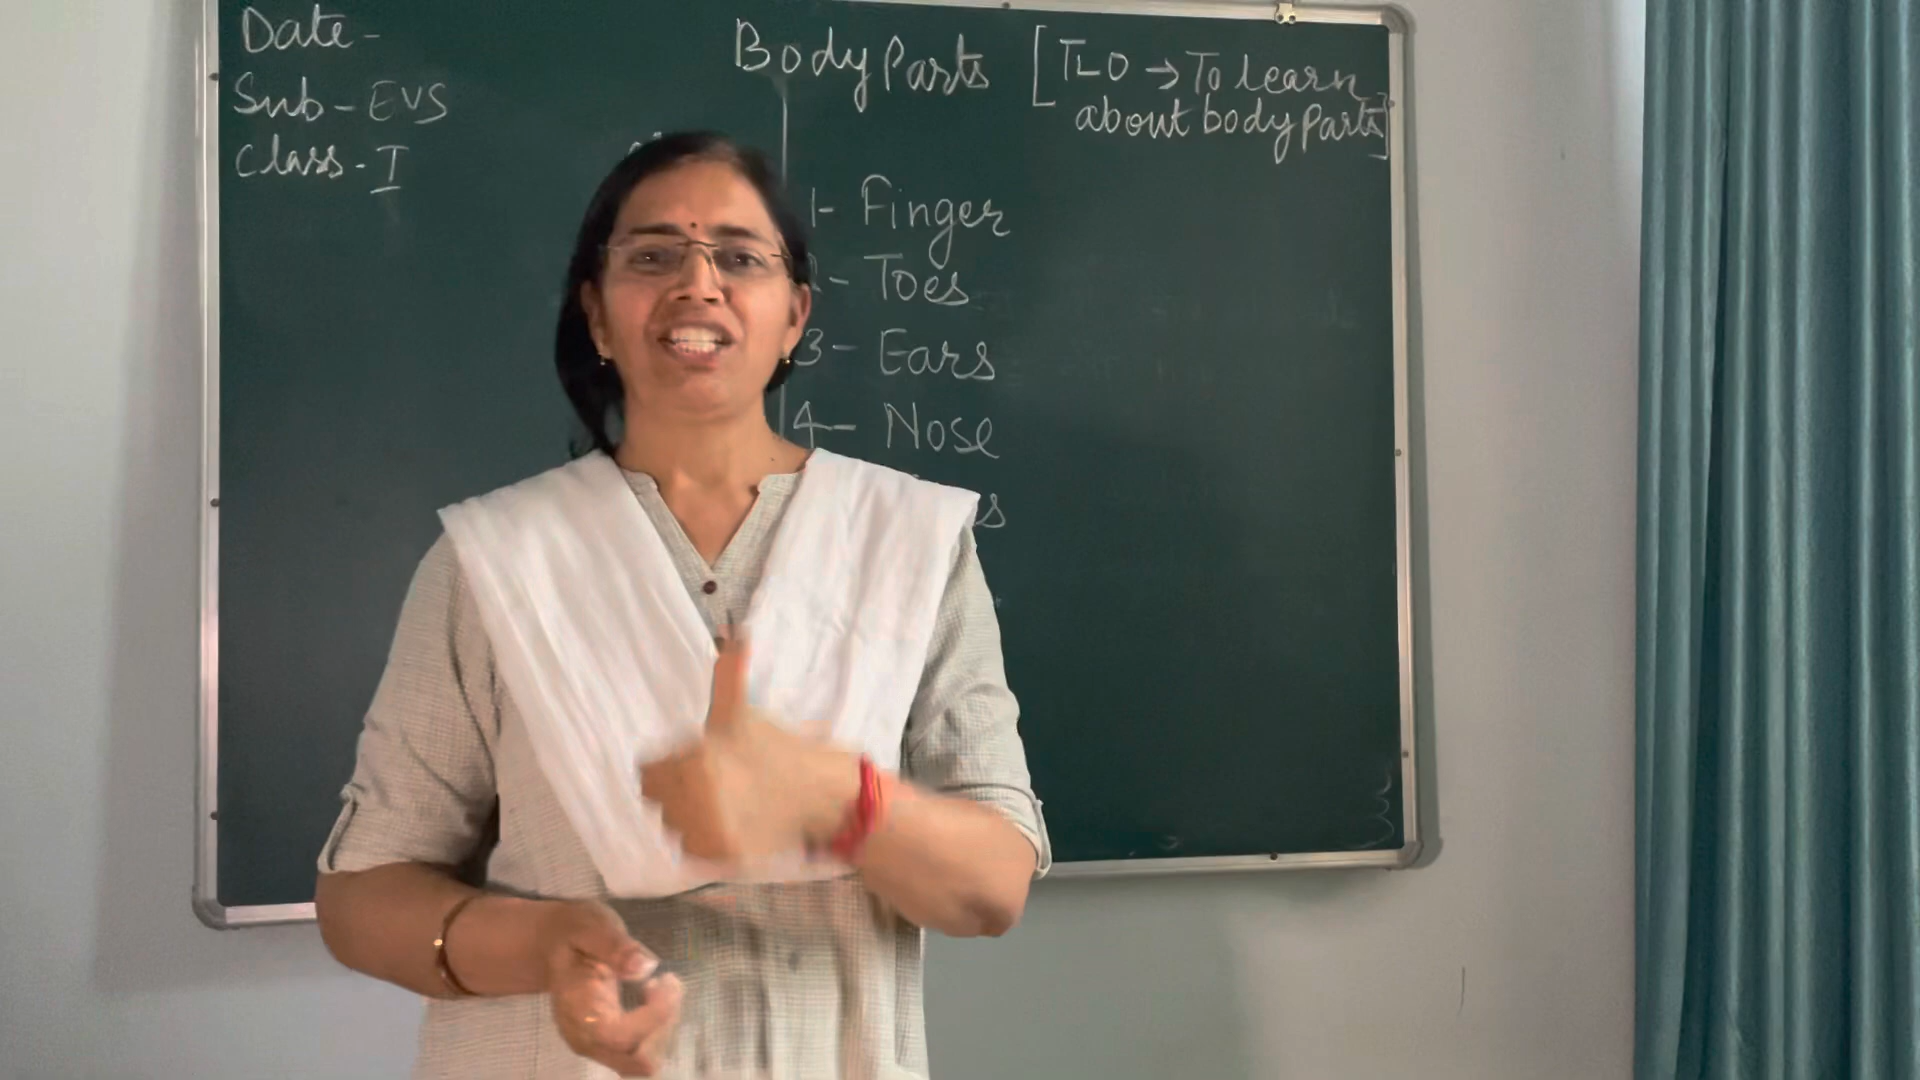 Date-
Sub- EVS
Class- I
Body Parts
[TLO → To learn
about body parts]
1- Finger
- Toes
3- Ears
4- Nose